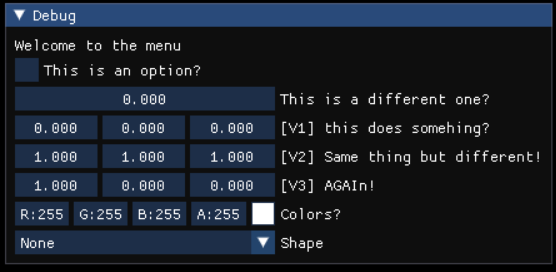 Debug
Welcome to the menu
This is an option?
0.000 This is a different one?
0.000 0.000 0.000 [V1] this does somehing?
1.000 1.000 1.000 [V2] Same thing but different!
1.000 0.000 0.000 [V3] AGAIn!
R:255 G:255 B:255 A:255 Colors?
None Shape